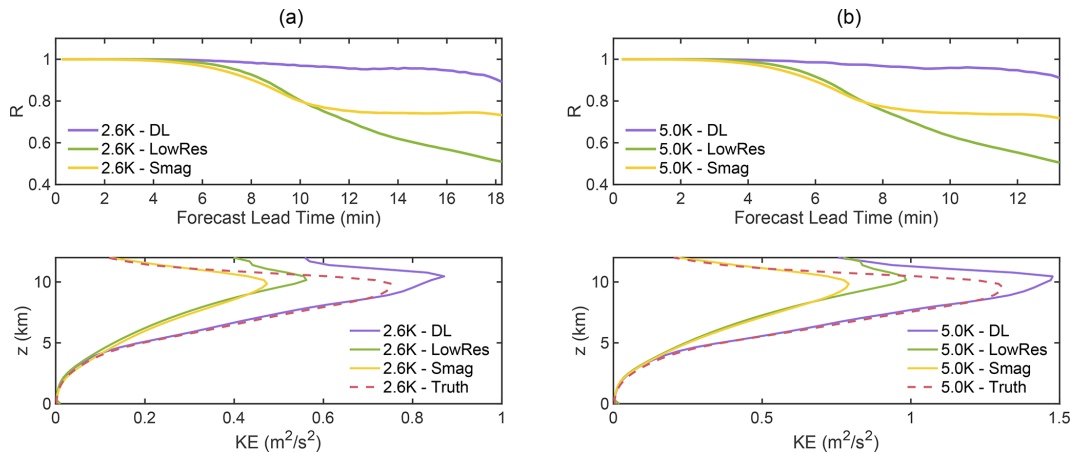 (a)
1
0.8
0.6
0.4
R
2.6K - DL
2.6K - LowRes
2.6K - Smag
0 2 4 6 8 10 12 14 16 18
Forecast Lead Time (min)
10
5
0
z (km)
2.6K - DL
2.6K - LowRes
2.6K - Smag
2.6K - Truth
0 0.2 0.4 0.6 0.8 1
KE (m²/s²)
(b)
1
0.8
0.6
0.4
R
5.0K - DL
5.0K - LowRes
5.0K - Smag
0 2 4 6 8 10 12
Forecast Lead Time (min)
10
5
0
z (km)
5.0K - DL
5.0K - LowRes
5.0K - Smag
5.0K - Truth
0 0.5 1 1.5
KE (m²/s²)